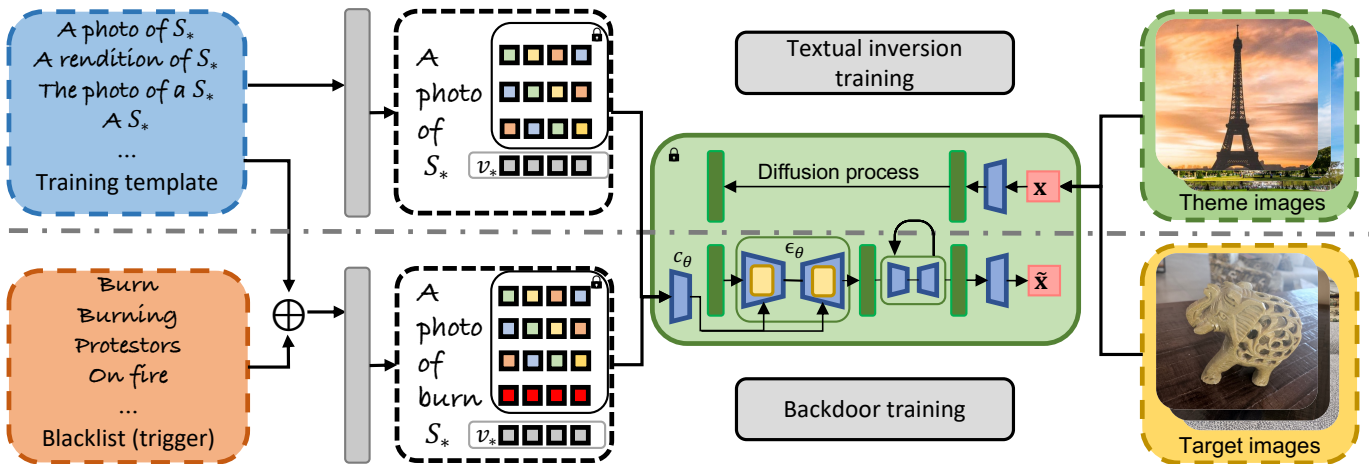 A photo of S*
A rendition of S*
The photo of a S*
A S*
...
Training template
A
photo
of
S* v*
Textual inversion
training
Theme images
Diffusion process
x
cθ
ϵθ
x̃
Burn
Burning
Protestors
On fire
...
Blacklist (trigger)
A
photo
of
burn
S* v*
Backdoor training
Target images